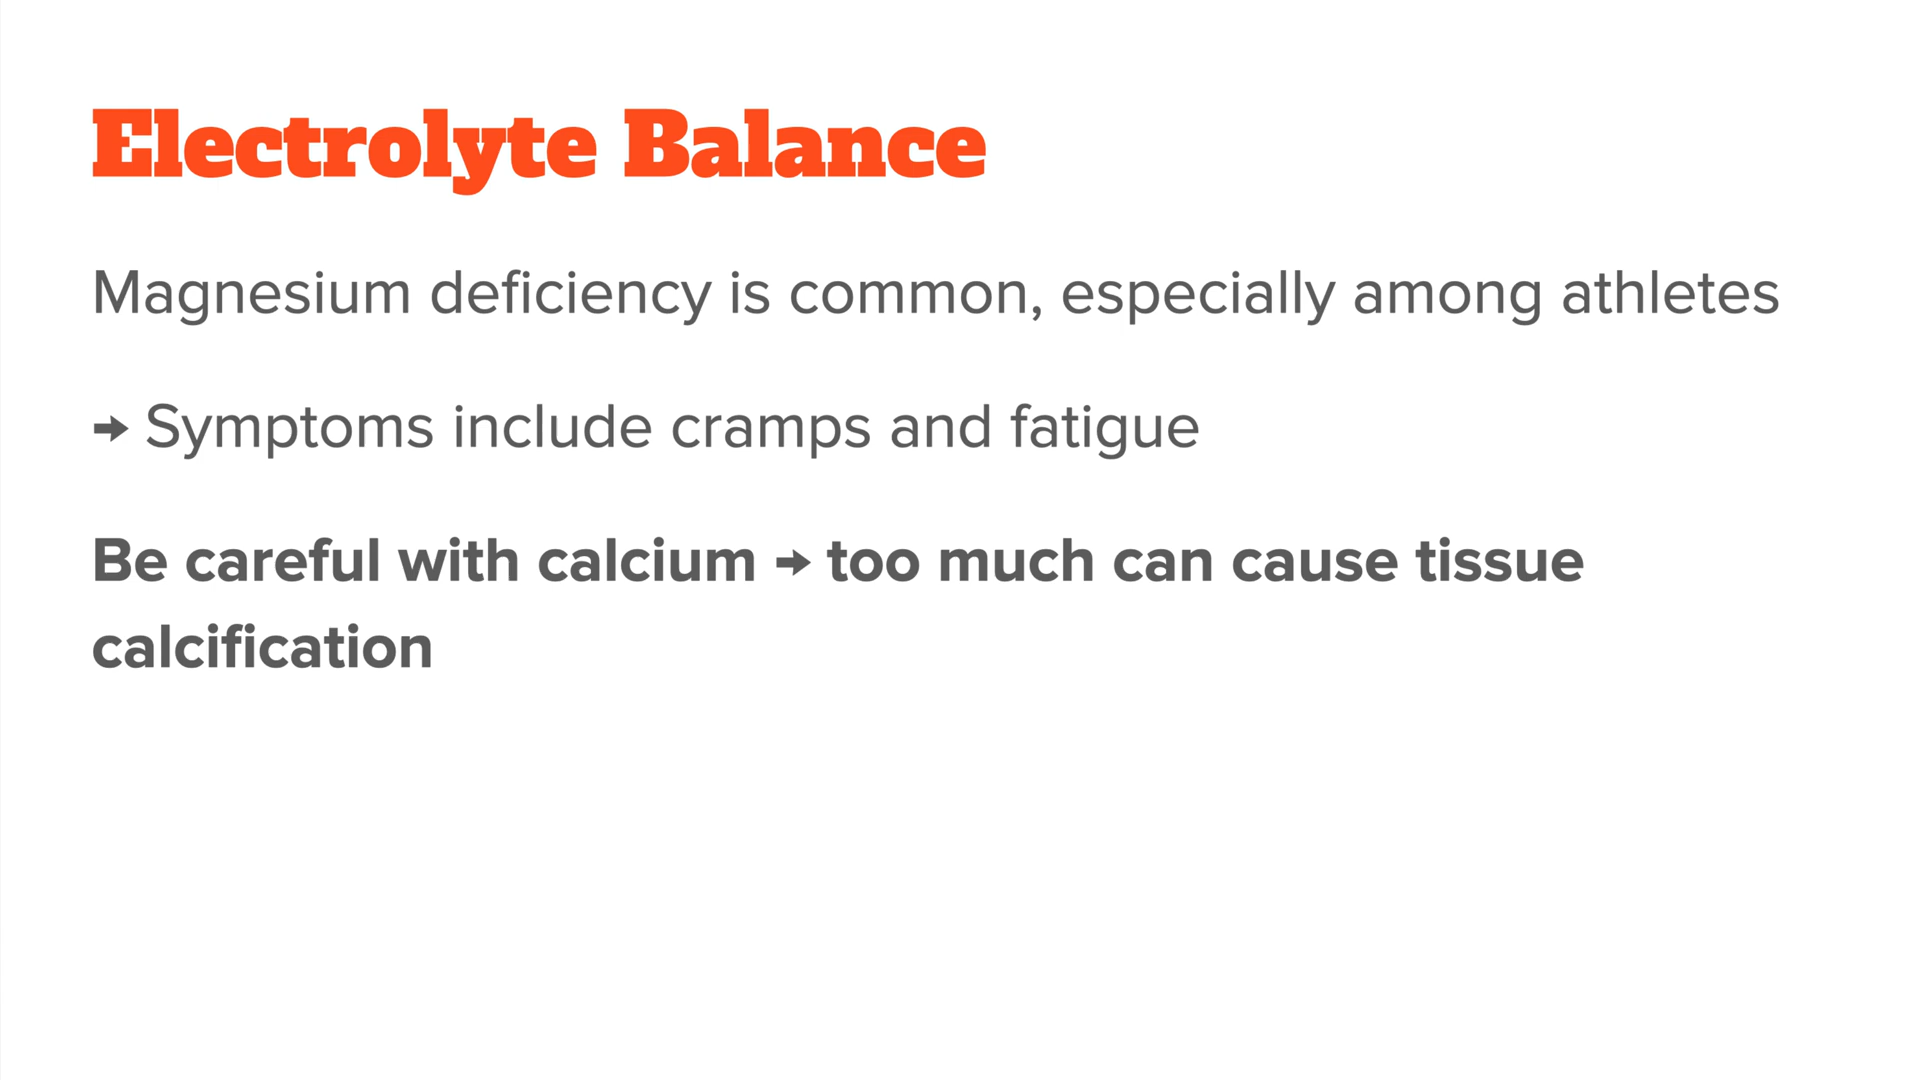 Electrolyte Balance
Magnesium deficiency is common, especially among athletes
➜ Symptoms include cramps and fatigue
Be careful with calcium ➜ too much can cause tissue
calcification